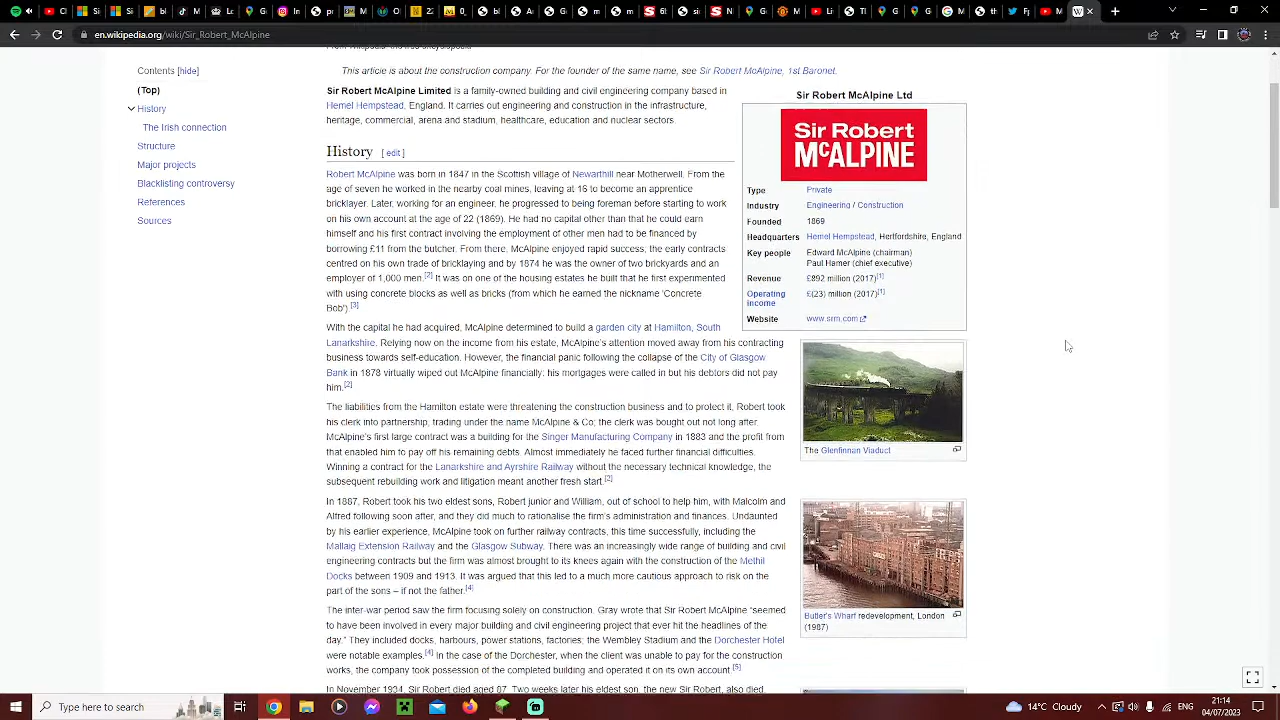 Cl
bl
M
Le
G
In
pr
M
O
Zi
0
bl
A
G
m
m
6t
si
N
G
M
Li
Tl
G
G
M
th
Fj
M
W
en.wikipedia.org/wiki/Sir_Robert_McAlpine
Contents [hide]
(Top)
History
The Irish connection
Structure
Major projects
Blacklisting controversy
References
Sources
This article is about the construction company. For the founder of the same name, see Sir Robert McAlpine, 1st Baronet.
Sir Robert McAlpine Limited is a family-owned building and civil engineering company based in
Hemel Hempstead, England. It carries out engineering and construction in the infrastructure,
heritage, commercial, arena and stadium, healthcare, education and nuclear sectors.
History [ edit ]
Robert McAlpine was born in 1847 in the Scottish village of Newarthill near Motherwell. From the
age of seven he worked in the nearby coal mines, leaving at 16 to become an apprentice
bricklayer. Later, working for an engineer, he progressed to being foreman before starting to work
on his own account at the age of 22 (1869). He had no capital other than that he could earn
himself and his first contract involving the employment of other men had to be financed by
borrowing £11 from the butcher. From there, McAlpine enjoyed rapid success; the early contracts
centred on his own trade of bricklaying and by 1874 he was the owner of two brickyards and an
employer of 1,000 men.[2] It was on one of the housing estates he built that he first experimented
with using concrete blocks as well as bricks (from which he earned the nickname 'Concrete
Bob').[3]
With the capital he had acquired, McAlpine determined to build a garden city at Hamilton, South
Lanarkshire. Relying now on the income from his estate, McAlpine's attention moved away from his contracting
business towards self-education. However, the financial panic following the collapse of the City of Glasgow
Bank in 1878 virtually wiped out McAlpine financially: his mortgages were called in but his debtors did not pay
him.[2]
The liabilities from the Hamilton estate were threatening the construction business and to protect it, Robert took
his clerk into partnership, trading under the name McAlpine & Co; the clerk was bought out not long after.
McAlpine's first large contract was a building for the Singer Manufacturing Company in 1883 and the profit from
that enabled him to pay off his remaining debts. Almost immediately he faced further financial difficulties.
Winning a contract for the Lanarkshire and Ayrshire Railway without the necessary technical knowledge, the
subsequent rebuilding work and litigation meant another fresh start.[2]
In 1887, Robert took his two eldest sons, Robert junior and William, out of school to help him, with Malcolm and
Alfred following soon after, and they did much to rationalise the firm's administration and finances. Undaunted
by his earlier experience, McAlpine took on further railway contracts, this time successfully, including the
Mallaig Extension Railway and the Glasgow Subway. There was an increasingly wide range of building and civil
engineering contracts but the firm was almost brought to its knees again with the construction of the Methil
Docks between 1909 and 1913. It was argued that this led to a much more cautious approach to risk on the
part of the sons – if not the father.[4]
The inter-war period saw the firm focusing solely on construction. Gray wrote that Sir Robert McAlpine "seemed
to have been involved in every major building and civil engineering project that ever hit the headlines of the
day." They included docks, harbours, power stations, factories; the Wembley Stadium and the Dorchester Hotel
were notable examples.[4] In the case of the Dorchester, when the client was unable to pay for the construction
works, the company took possession of the completed building and operated it on its own account.[5]
In November 1934, Sir Robert died aged 87. Two weeks later his eldest son, the new Sir Robert, also died.
Sir Robert McAlpine Ltd
Sir Robert
McALPINE
Type Private
Industry Engineering / Construction
Founded 1869
Headquarters Hemel Hempstead, Hertfordshire, England
Key people Edward McAlpine (chairman)
Paul Hamer (chief executive)
Revenue £892 million (2017)[1]
Operating £(23) million (2017)[1]
income
Website www.srm.com
The Glenfinnan Viaduct
Butler's Wharf redevelopment, London
(1987)
Type here to search
14°C Cloudy
ENG
21:14
04/07/2023